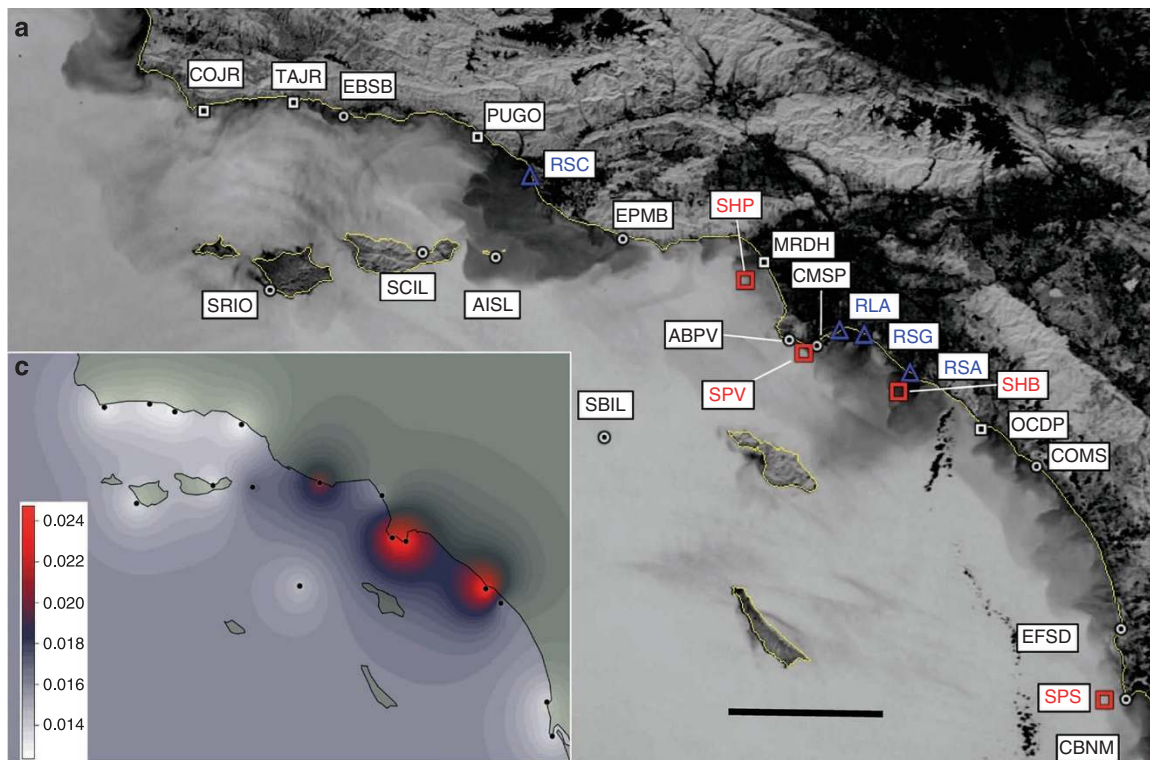 a
COJR
TAJR
EBSB
PUGO
RSC
EPMB
SHP
MRDH
CMSP
RLA
SRIO
SCIL
AISL
ABPV
RSG
RSA
SPV
SHB
SBIL
OCDP
COMS
EFSD
SPS
CBNM
c
0.024
0.022
0.020
0.018
0.016
0.014